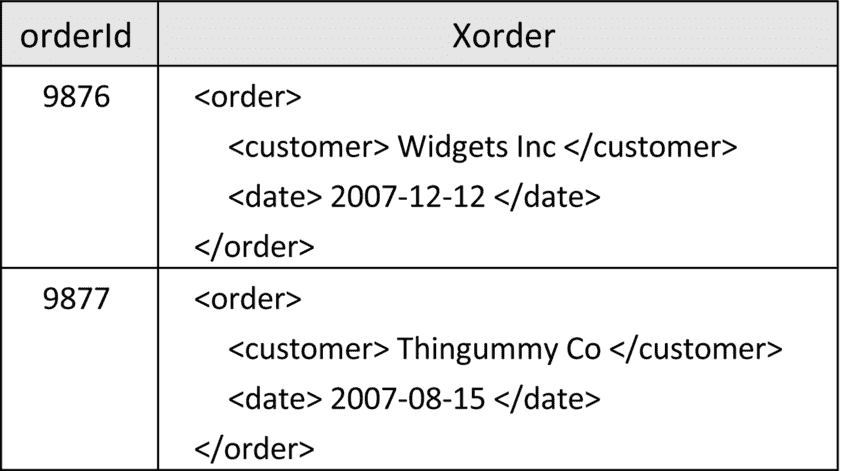 orderId Xorder
9876 <order>
<customer> Widgets Inc </customer>
<date> 2007-12-12 </date>
</order>
9877 <order>
<customer> Thingummy Co </customer>
<date> 2007-08-15 </date>
</order>